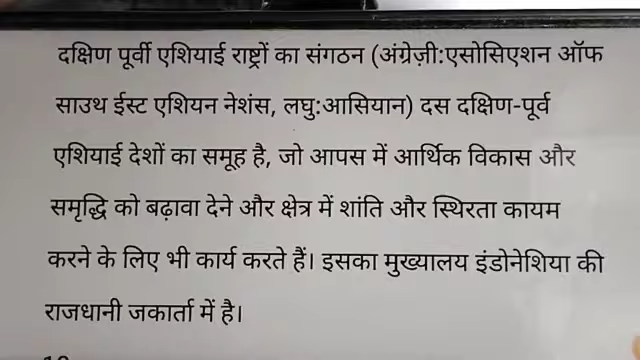 दक्षिण पूर्वी एशियाई राष्ट्रों का संगठन (अंग्रेज़ी:एसोसिएशन ऑफ
साउथ ईस्ट एशियन नेशंस, लघु:आसियान) दस दक्षिण-पूर्व
एशियाई देशों का समूह है, जो आपस में आर्थिक विकास और
समृद्धि को बढ़ावा देने और क्षेत्र में शांति और स्थिरता कायम
करने के लिए भी कार्य करते हैं। इसका मुख्यालय इंडोनेशिया की
राजधानी जकार्ता में है।